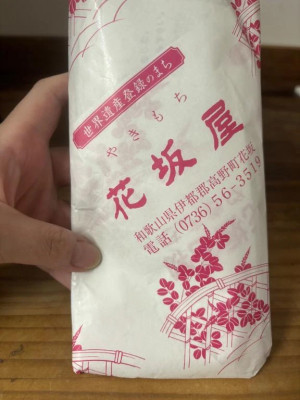 世界遺産登録のまち
やきもち
花坂屋
和歌山県伊都郡高野町花坂
電話(0736)56-3519